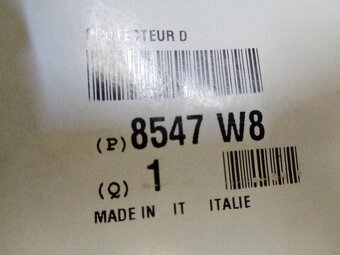 PROTECTEUR D
(P) 8547 W8
(Q) 1
MADE IN IT ITALIE